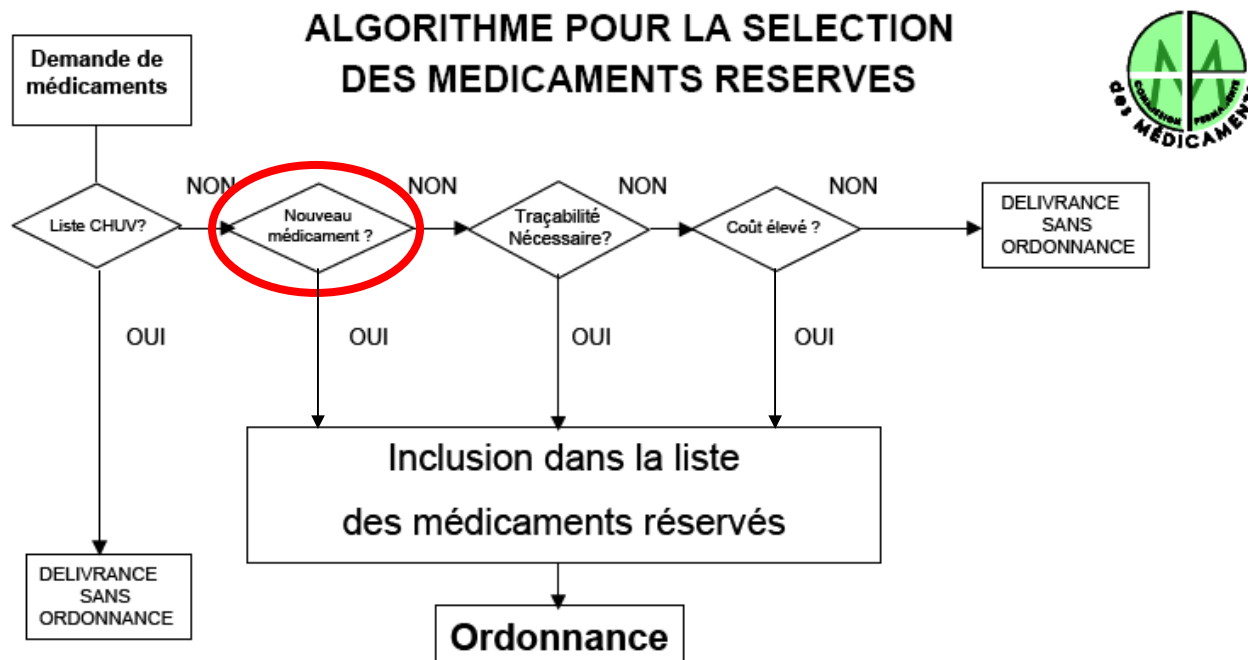 ALGORITHME POUR LA SELECTION
DES MEDICAMENTS RESERVES
Demande de
médicaments
COMMISSION PERMANENTE
des MÉDICAMENTS
NON
NON
NON
NON
Liste CHUV?
Nouveau
médicament ?
Traçabilité
Nécessaire?
Coût élevé ?
DELIVRANCE
SANS
ORDONNANCE
OUI
OUI
OUI
OUI
Inclusion dans la liste
des médicaments réservés
DELIVRANCE
SANS
ORDONNANCE
Ordonnance